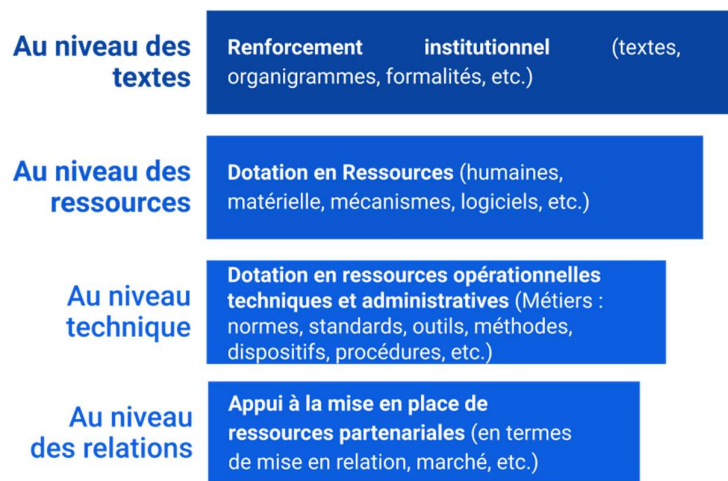 Au niveau des
textes
Renforcement institutionnel (textes,
organigrammes, formalités, etc.)
Au niveau des
ressources
Dotation en Ressources (humaines,
matérielle, mécanismes, logiciels, etc.)
Au niveau
technique
Dotation en ressources opérationnelles
techniques et administratives (Métiers :
normes, standards, outils, méthodes,
dispositifs, procédures, etc.)
Au niveau
des relations
Appui à la mise en place de
ressources partenariales (en termes
de mise en relation, marché, etc.)